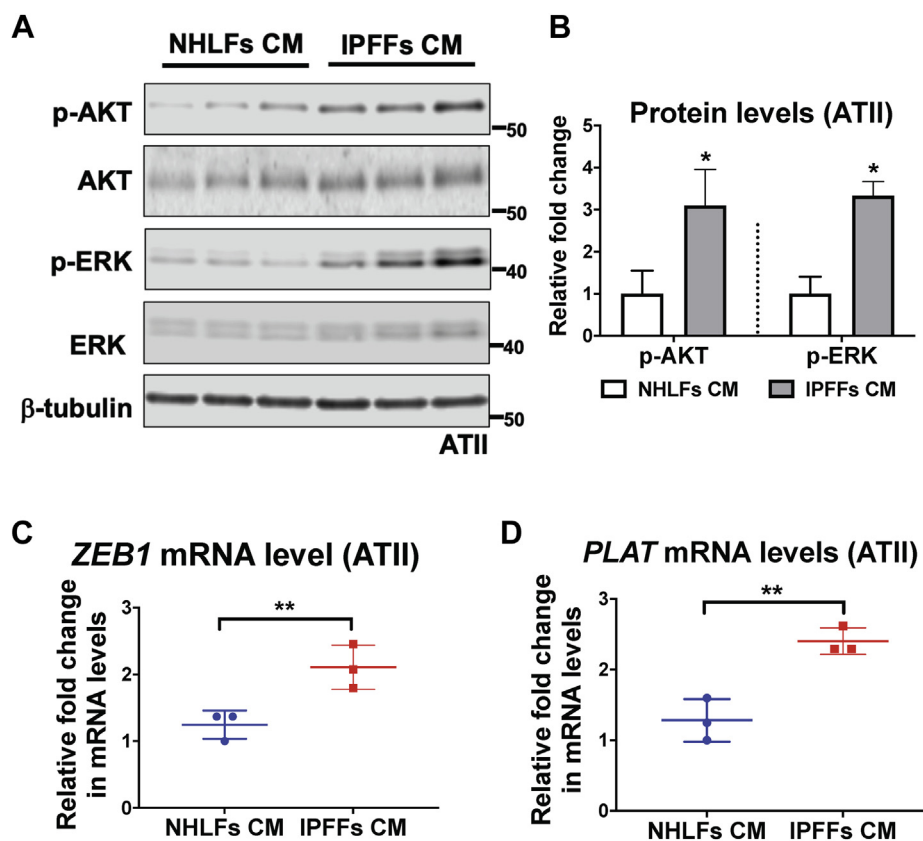 A
NHLFs CM IPFFs CM
p-AKT
50
AKT
50
p-ERK
40
ERK
40
β-tubulin
50
ATII
B
Protein levels (ATII)
Relative fold change
5
4
3
2
1
0
* *
p-AKT p-ERK
NHLFs CM IPFFs CM
C
ZEB1 mRNA level (ATII)
Relative fold change
in mRNA levels
3
2
1
0
**
NHLFs CM IPFFs CM
D
PLAT mRNA levels (ATII)
Relative fold change
in mRNA levels
3
2
1
0
**
NHLFs CM IPFFs CM